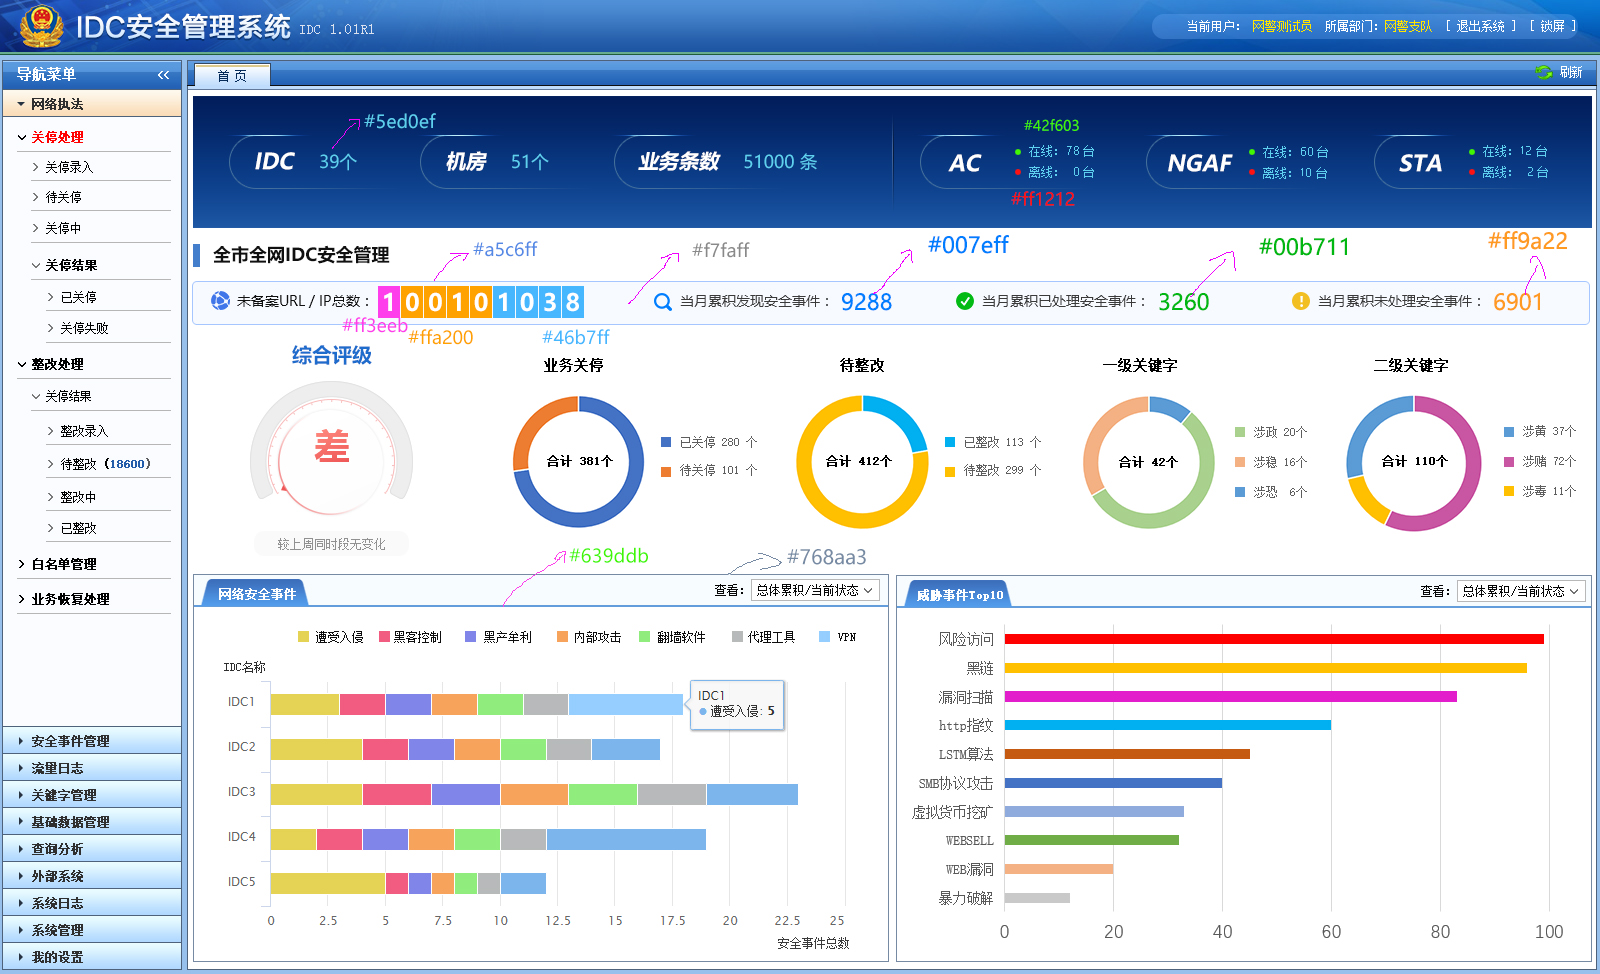 IDC安全管理系统 IDC 1.01R1
当前用户： 网警测试员 所属部门：网警支队 [ 退出系统 ] [ 锁屏 ]
导航菜单 «
首 页
刷新
网络执法
关停处理
关停录入
待关停
关停中
关停结果
已关停
关停失败
整改处理
关停结果
整改录入
待整改（18600）
整改中
已整改
白名单管理
业务恢复处理
安全事件管理
流量日志
关键字管理
基础数据管理
查询分析
外部系统
系统日志
系统管理
我的设置
#5ed0ef
IDC 39个
机房 51个
业务条数 51000 条
#42f603
AC
在线：78台
离线： 0台
#ff1212
NGAF
在线：60台
离线：10台
STA
在线：12台
离线： 2台
全市全网IDC安全管理
#a5c6ff
#f7faff
#007eff
#00b711
#ff9a22
未备案URL / IP总数： 100101038
当月累积发现安全事件： 9288
当月累积已处理安全事件： 3260
当月累积未处理安全事件： 6901
#ff3eeb
#ffa200
#46b7ff
综合评级
差
较上周同时段无变化
业务关停
合计 381个
已关停 280 个
待关停 101 个
待整改
合计 412个
已整改 113 个
待整改 299 个
一级关键字
合计 42个
涉政 20个
涉稳 16个
涉恐 6个
二级关键字
合计 110个
涉黄 37个
涉赌 72个
涉毒 11个
#639ddb
#768aa3
网络安全事件
查看： 总体累积/当前状态
遭受入侵 黑客控制 黑产牟利 内部攻击 翻墙软件 代理工具 VPN
IDC名称
IDC1
IDC2
IDC3
IDC4
IDC5
IDC1
遭受入侵: 5
0 2.5 5 7.5 10 12.5 15 17.5 20 22.5 25
安全事件总数
威胁事件Top10
查看： 总体累积/当前状态
风险访问
黑链
漏洞扫描
http指纹
LSTM算法
SMB协议攻击
虚拟货币挖矿
WEBSELL
WEB漏洞
暴力破解
0 20 40 60 80 100